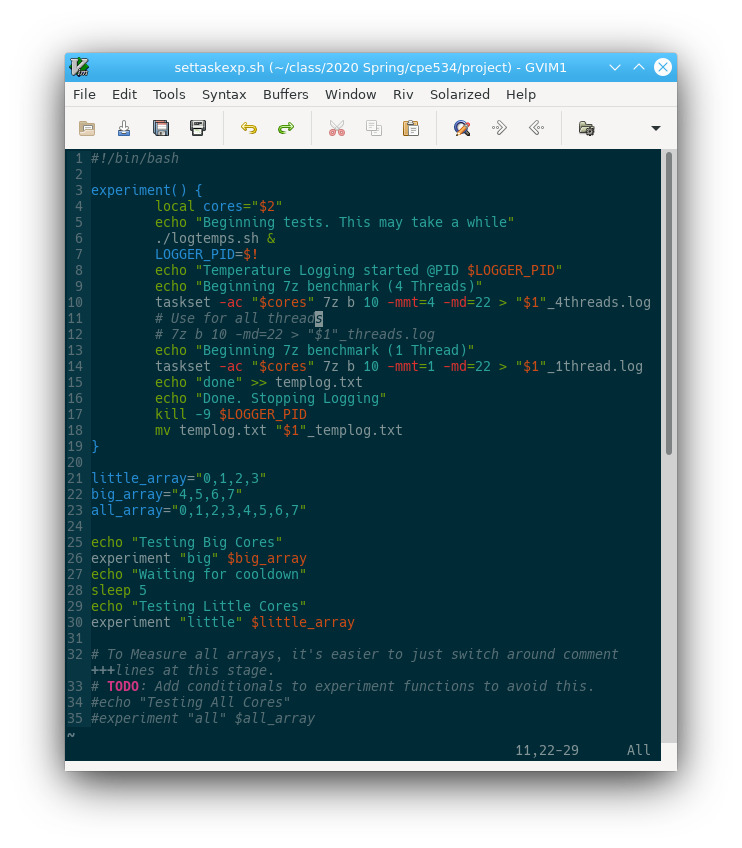 settaskexp.sh (~/class/2020 Spring/cpe534/project) - GVIM1
File Edit Tools Syntax Buffers Window Riv Solarized Help
1 #!/bin/bash
2
3 experiment() {
4         local cores="$2"
5         echo "Beginning tests. This may take a while"
6         ./logtemps.sh &
7         LOGGER_PID=$!
8         echo "Temperature Logging started @PID $LOGGER_PID"
9         echo "Beginning 7z benchmark (4 Threads)"
10         taskset -ac "$cores" 7z b 10 -mmt=4 -md=22 > "$1"_4threads.log
11         # Use for all threads
12         # 7z b 10 -md=22 > "$1"_threads.log
13         echo "Beginning 7z benchmark (1 Thread)"
14         taskset -ac "$cores" 7z b 10 -mmt=1 -md=22 > "$1"_1thread.log
15         echo "done" >> templog.txt
16         echo "Done. Stopping Logging"
17         kill -9 $LOGGER_PID
18         mv templog.txt "$1"_templog.txt
19 }
20
21 little_array="0,1,2,3"
22 big_array="4,5,6,7"
23 all_array="0,1,2,3,4,5,6,7"
24
25 echo "Testing Big Cores"
26 experiment "big" $big_array
27 echo "Waiting for cooldown"
28 sleep 5
29 echo "Testing Little Cores"
30 experiment "little" $little_array
31
32 # To Measure all arrays, it's easier to just switch around comment
+++lines at this stage.
33 # TODO: Add conditionals to experiment functions to avoid this.
34 #echo "Testing All Cores"
35 #experiment "all" $all_array
~
11,22-29 All